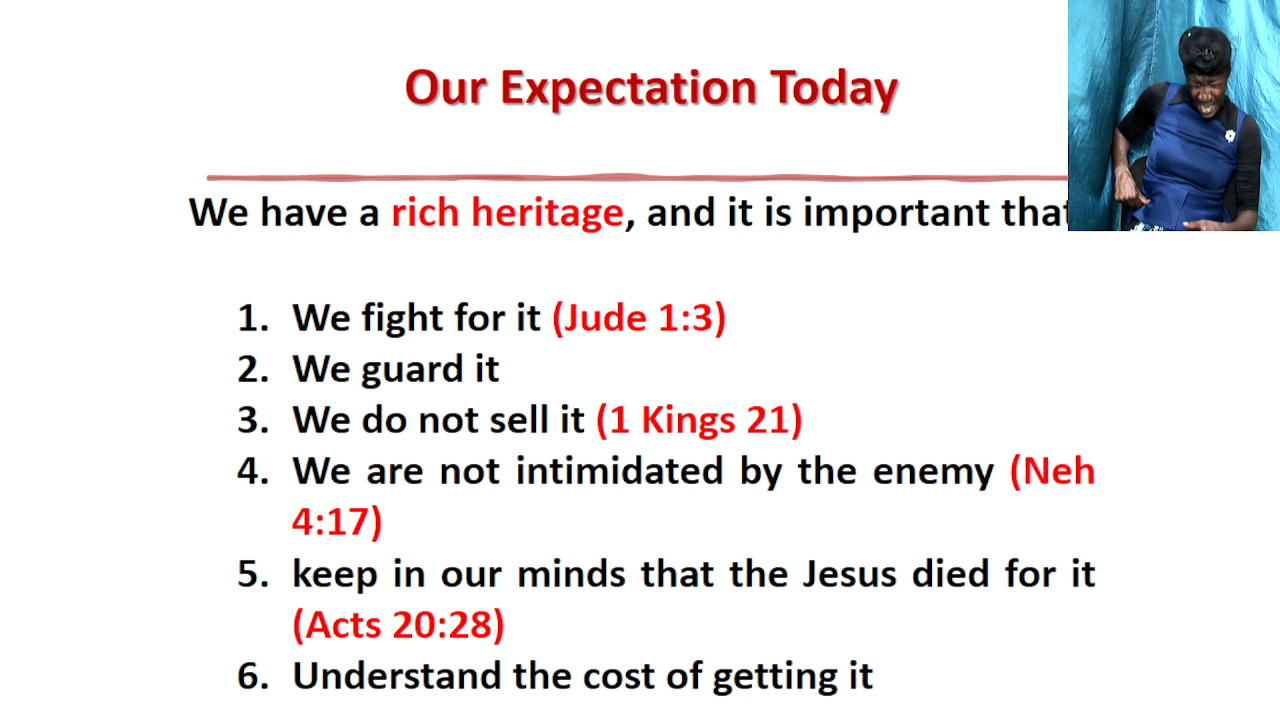 Our Expectation Today
We have a rich heritage, and it is important that
1. We fight for it (Jude 1:3)
2. We guard it
3. We do not sell it (1 Kings 21)
4. We are not intimidated by the enemy (Neh
4:17)
5. keep in our minds that the Jesus died for it
(Acts 20:28)
6. Understand the cost of getting it